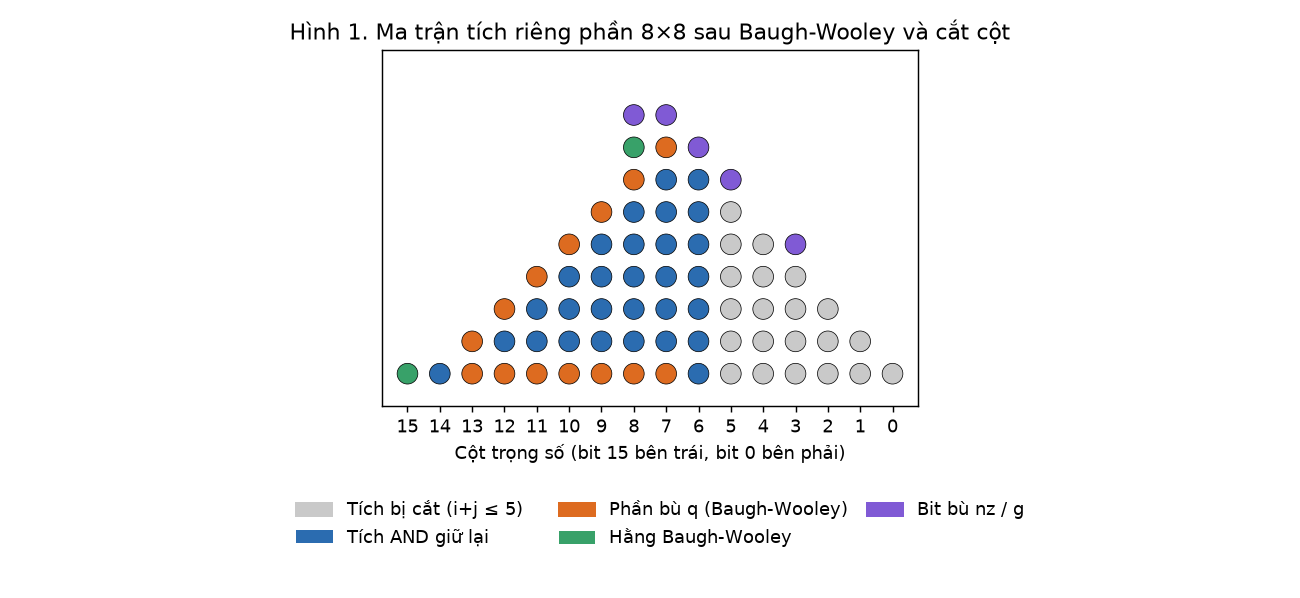 Hình 1. Ma trận tích riêng phần 8×8 sau Baugh-Wooley và cắt cột
15 14 13 12 11 10 9 8 7 6 5 4 3 2 1 0
Cột trọng số (bit 15 bên trái, bit 0 bên phải)
Tích bị cắt (i+j ≤ 5)
Tích AND giữ lại
Phần bù q (Baugh-Wooley)
Hằng Baugh-Wooley
Bit bù nz / g